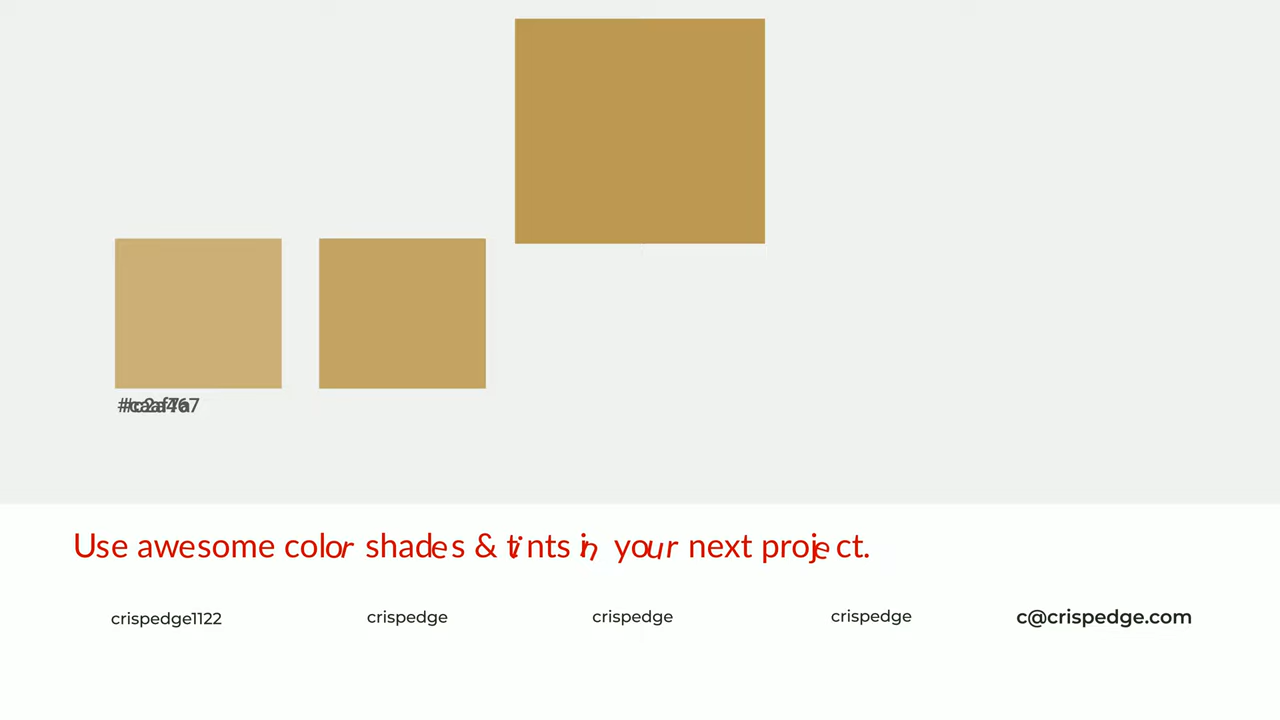 Use awesome color shades & tints in your next project.
crispedge1122 crispedge crispedge crispedge c@crispedge.com